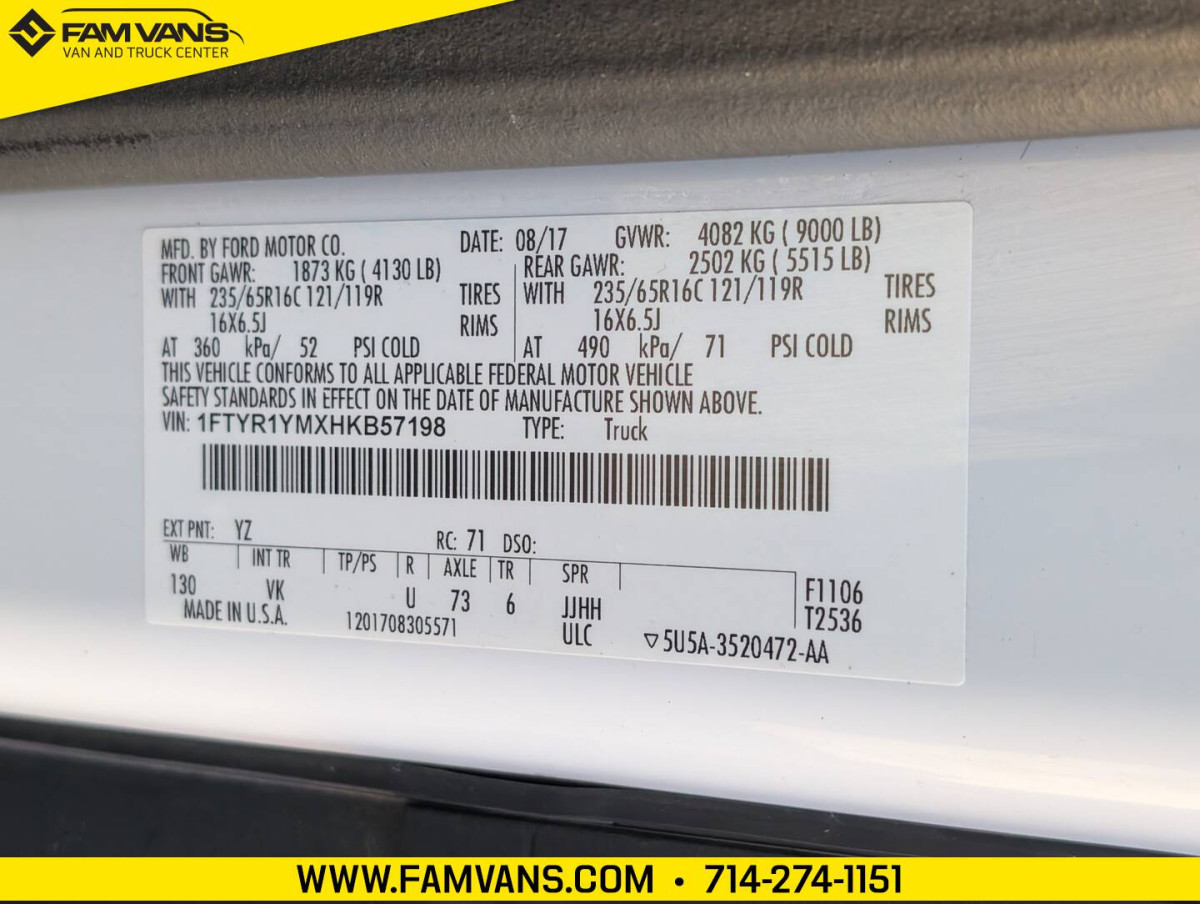 FAM VANS
VAN AND TRUCK CENTER
MFD. BY FORD MOTOR CO. DATE: 08/17 GVWR: 4082 KG ( 9000 LB)
FRONT GAWR: 1873 KG ( 4130 LB) REAR GAWR: 2502 KG ( 5515 LB)
WITH 235/65R16C 121/119R TIRES WITH 235/65R16C 121/119R TIRES
16X6.5J RIMS 16X6.5J RIMS
AT 360 kPa/ 52 PSI COLD AT 490 kPa/ 71 PSI COLD
THIS VEHICLE CONFORMS TO ALL APPLICABLE FEDERAL MOTOR VEHICLE
SAFETY STANDARDS IN EFFECT ON THE DATE OF MANUFACTURE SHOWN ABOVE.
VIN: 1FTYR1YMXHKB57198 TYPE: Truck
EXT PNT: YZ RC: 71 DSO:
WB INT TR TP/PS R AXLE TR SPR
130 VK U 73 6 JJHH F1106
MADE IN U.S.A. 1201708305571 ULC T2536
▽5U5A-3520472-AA
WWW.FAMVANS.COM • 714-274-1151